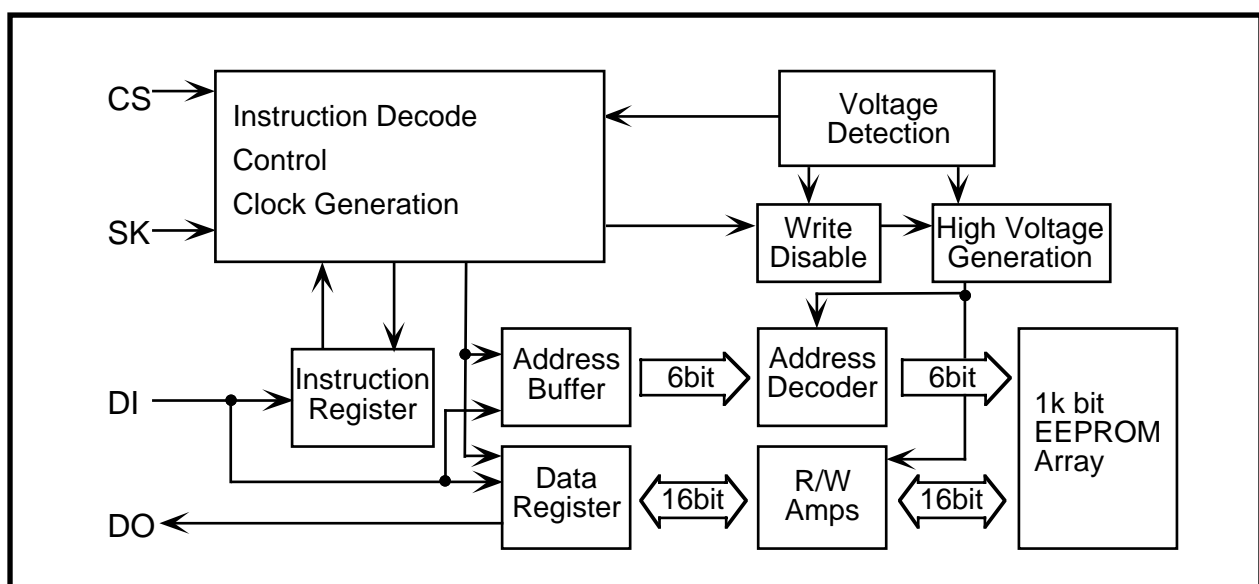 CS
SK
DI
DO
Instruction Decode
Control
Clock Generation
Voltage
Detection
Write
Disable
High Voltage
Generation
Instruction
Register
Address
Buffer
6bit
Address
Decoder
6bit
1k bit
EEPROM
Array
Data
Register
16bit
R/W
Amps
16bit